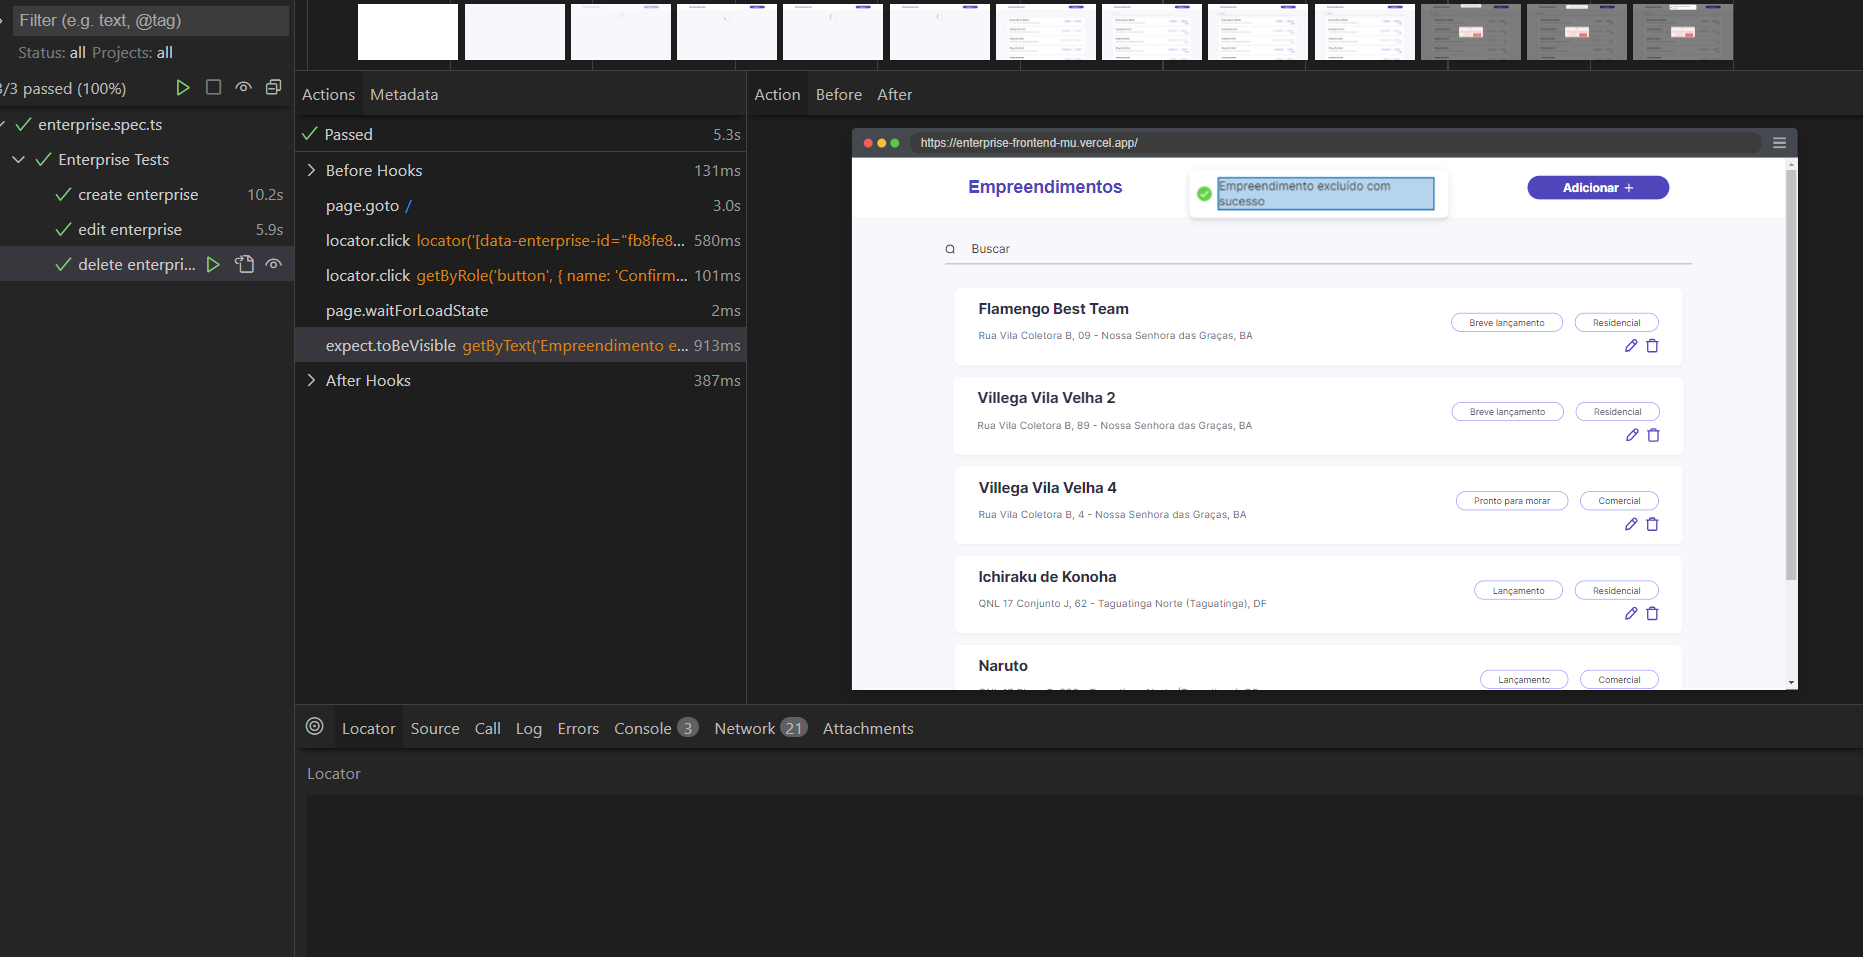 Filter (e.g. text, @tag)
Status: all Projects: all
3/3 passed (100%)
enterprise.spec.ts
Enterprise Tests
create enterprise 10.2s
edit enterprise 5.9s
delete enterpri...
Actions Metadata
Passed 5.3s
Before Hooks 131ms
page.goto / 3.0s
locator.click locator('[data-enterprise-id="fb8fe8... 580ms
locator.click getByRole('button', { name: 'Confirm... 101ms
page.waitForLoadState 2ms
expect.toBeVisible getByText('Empreendimento e... 913ms
After Hooks 387ms
Action Before After
https://enterprise-frontend-mu.vercel.app/
Empreendimentos
Empreendimento excluído com
sucesso
Adicionar +
Buscar
Flamengo Best Team
Rua Vila Coletora B, 09 - Nossa Senhora das Graças, BA
Breve lançamento Residencial
Villega Vila Velha 2
Rua Vila Coletora B, 89 - Nossa Senhora das Graças, BA
Breve lançamento Residencial
Villega Vila Velha 4
Rua Vila Coletora B, 4 - Nossa Senhora das Graças, BA
Pronto para morar Comercial
Ichiraku de Konoha
QNL 17 Conjunto J, 62 - Taguatinga Norte (Taguatinga), DF
Lançamento Residencial
Naruto
Lançamento Comercial
Locator Source Call Log Errors Console 3 Network 21 Attachments
Locator